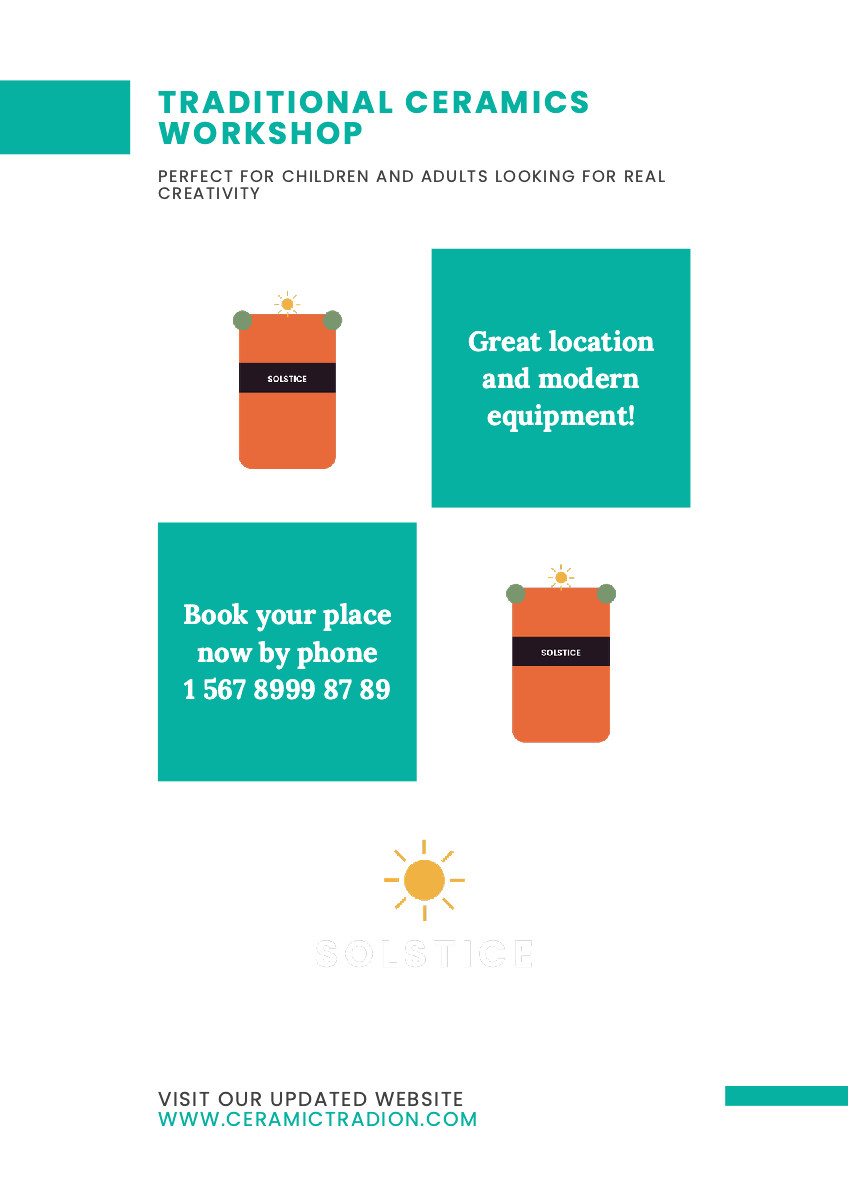 TRADITIONAL CERAMICS
WORKSHOP
PERFECT FOR CHILDREN AND ADULTS LOOKING FOR REAL
CREATIVITY
SOLSTICE
Great location
and modern
equipment!
Book your place
now by phone
1 567 8999 87 89
SOLSTICE
SOLSTICE
VISIT OUR UPDATED WEBSITE
WWW.CERAMICTRADION.COM